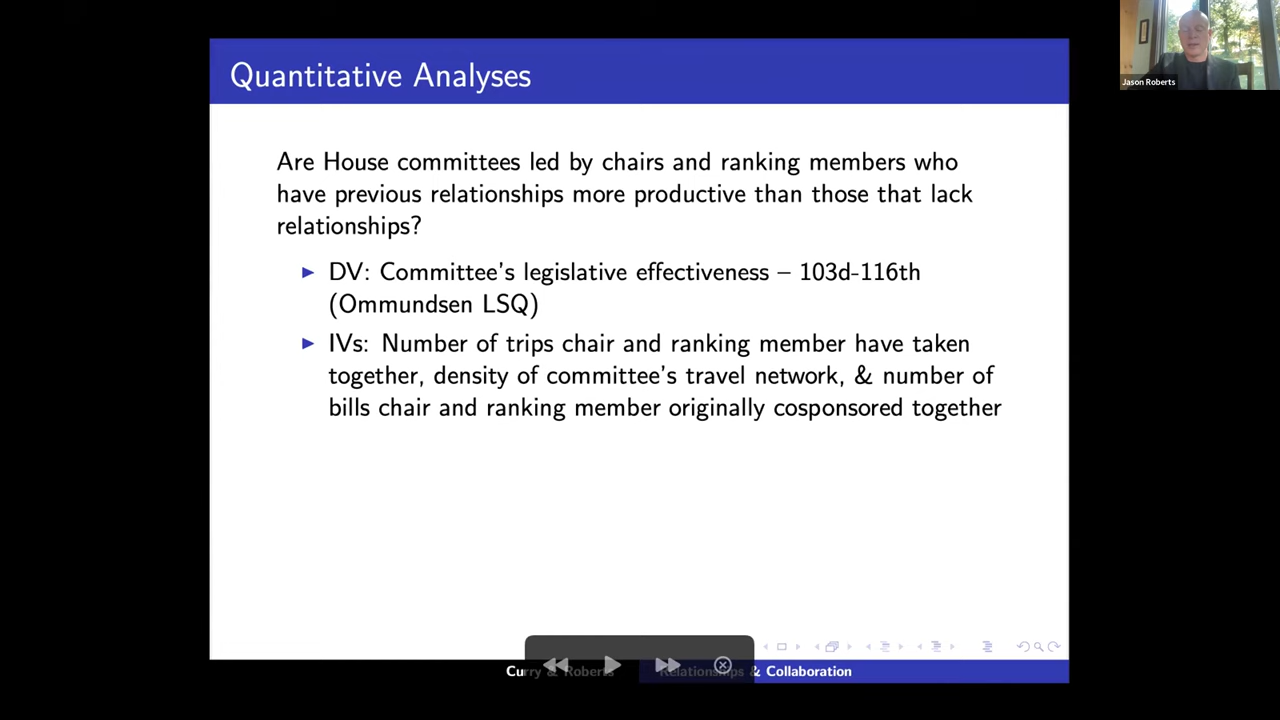 Quantitative Analyses
Jason Roberts
Are House committees led by chairs and ranking members who
have previous relationships more productive than those that lack
relationships?
DV: Committee's legislative effectiveness – 103d-116th
(Ommundsen LSQ)
IVs: Number of trips chair and ranking member have taken
together, density of committee's travel network, & number of
bills chair and ranking member originally cosponsored together
Curry & Roberts Relationships & Collaboration